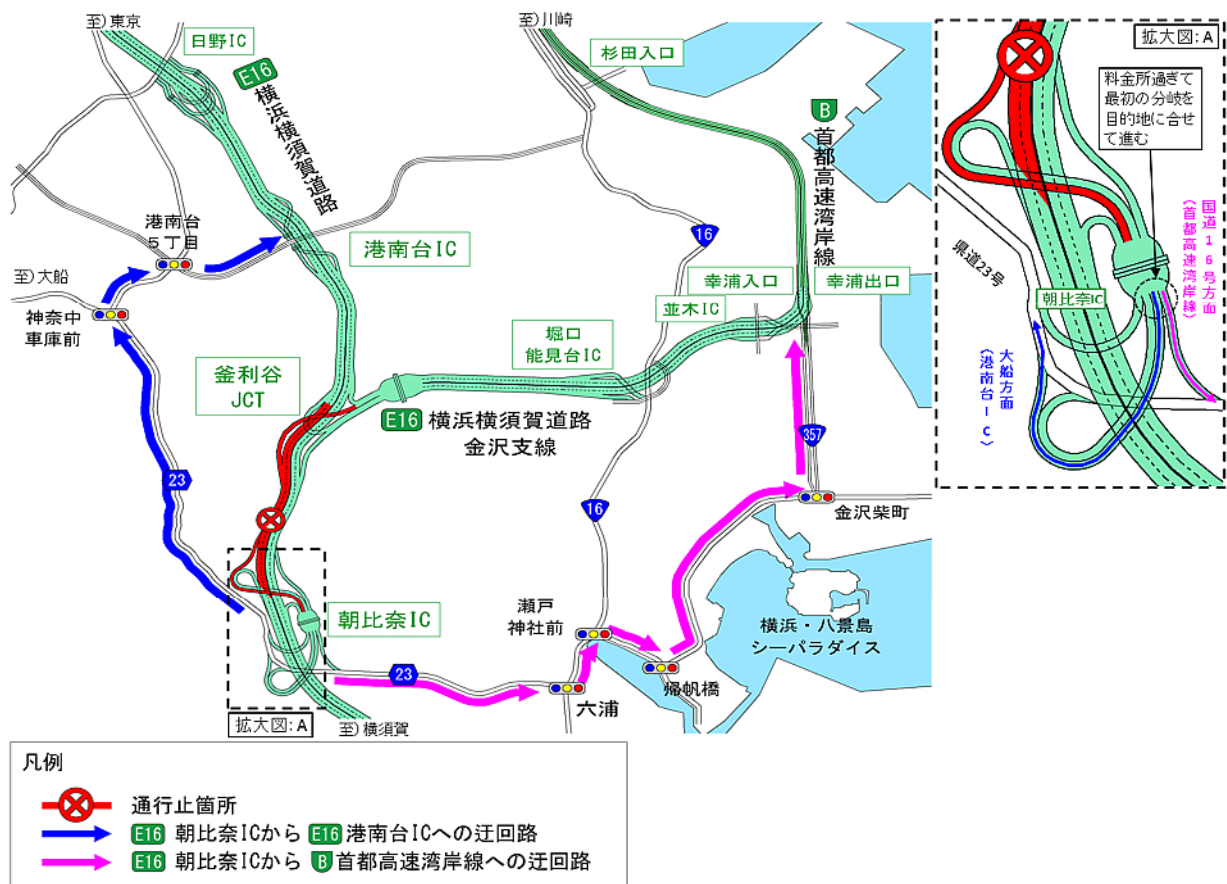 至)東京
日野IC
E16
横浜横須賀道路
至)川崎
杉田入口
B
首都高速湾岸線
港南台
5丁目
港南台IC
16
至)大船
神奈中
車庫前
幸浦入口
幸浦出口
並木IC
堀口
能見台IC
釜利谷
JCT
E16
横浜横須賀道路
金沢支線
357
23
16
金沢柴町
朝比奈IC
瀬戸
神社前
横浜・八景島
シーパラダイス
23
帰帆橋
六浦
拡大図:A
至)横須賀
拡大図:A
料金所過ぎて
最初の分岐を
目的地に合せ
て進む
国道16号方面
(首都高速湾岸線)
県道23号
朝比奈IC
大船方面
(港南台IC)
凡例
通行止箇所
E16 朝比奈ICから E16 港南台ICへの迂回路
E16 朝比奈ICから B 首都高速湾岸線への迂回路